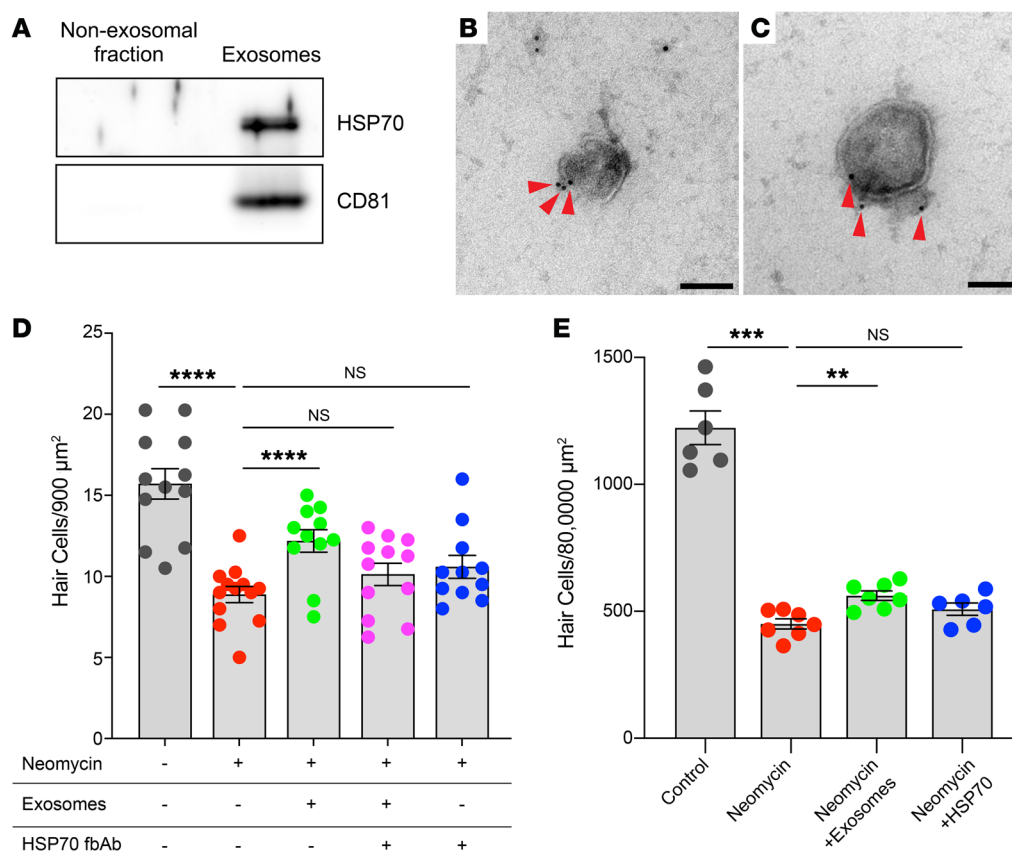 A
Non-exosomal
fraction
Exosomes
HSP70
CD81
B
C
D
Hair Cells/900 µm²
25
20
15
10
5
0
****
****
NS
NS
Neomycin - + + + +
Exosomes - - + + -
HSP70 fbAb - - - + +
E
Hair Cells/80,0000 µm²
1500
1000
500
0
***
**
NS
Control
Neomycin
Neomycin
+Exosomes
Neomycin
+HSP70